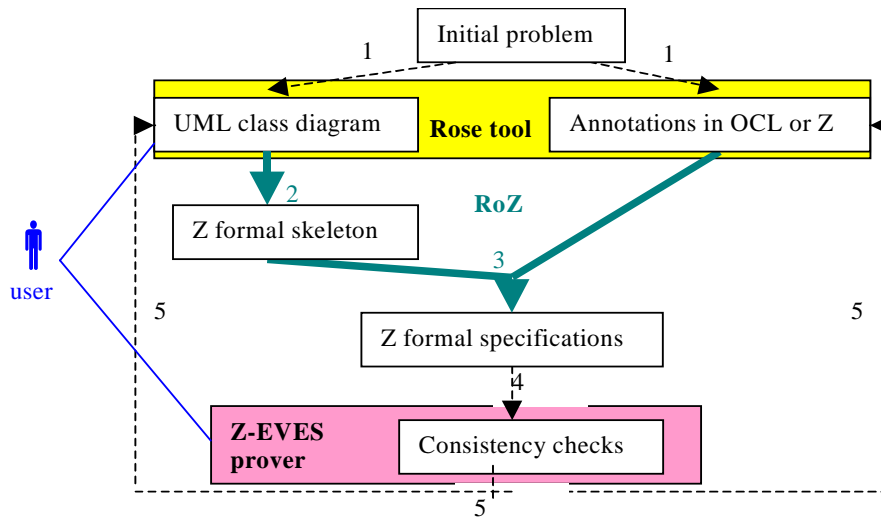 Initial problem
1
1
UML class diagram
Rose tool
Annotations in OCL or Z
2
RoZ
Z formal skeleton
3
user
5
5
Z formal specifications
4
Z-EVES
prover
Consistency checks
5